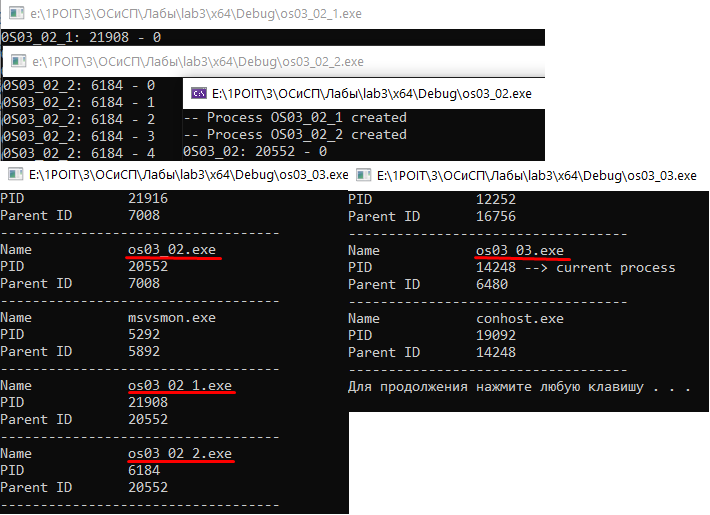 e:\1POIT\3\ОСиСП\Лабы\lab3\x64\Debug\os03_02_1.exe
OS03_02_1: 21908 - 0
e:\1POIT\3\ОСиСП\Лабы\lab3\x64\Debug\os03_02_2.exe
OS03_02_2: 6184 - 0
OS03_02_2: 6184 - 1
OS03_02_2: 6184 - 2
OS03_02_2: 6184 - 3
OS03_02_2: 6184 - 4
E:\1POIT\3\ОСиСП\Лабы\lab3\x64\Debug\os03_02.exe
-- Process OS03_02_1 created
-- Process OS03_02_2 created
OS03_02: 20552 - 0
E:\1POIT\3\ОСиСП\Лабы\lab3\x64\Debug\os03_03.exe
PID 21916
Parent ID 7008
-----------------------------------
Name os03_02.exe
PID 20552
Parent ID 7008
-----------------------------------
Name msvsmon.exe
PID 5292
Parent ID 5892
-----------------------------------
Name os03_02_1.exe
PID 21908
Parent ID 20552
-----------------------------------
Name os03_02_2.exe
PID 6184
Parent ID 20552
-----------------------------------
E:\1POIT\3\ОСиСП\Лабы\lab3\x64\Debug\os03_03.exe
PID 12252
Parent ID 16756
-----------------------------------
Name os03_03.exe
PID 14248 --> current process
Parent ID 6480
-----------------------------------
Name conhost.exe
PID 19092
Parent ID 14248
-----------------------------------
Для продолжения нажмите любую клавишу . . .